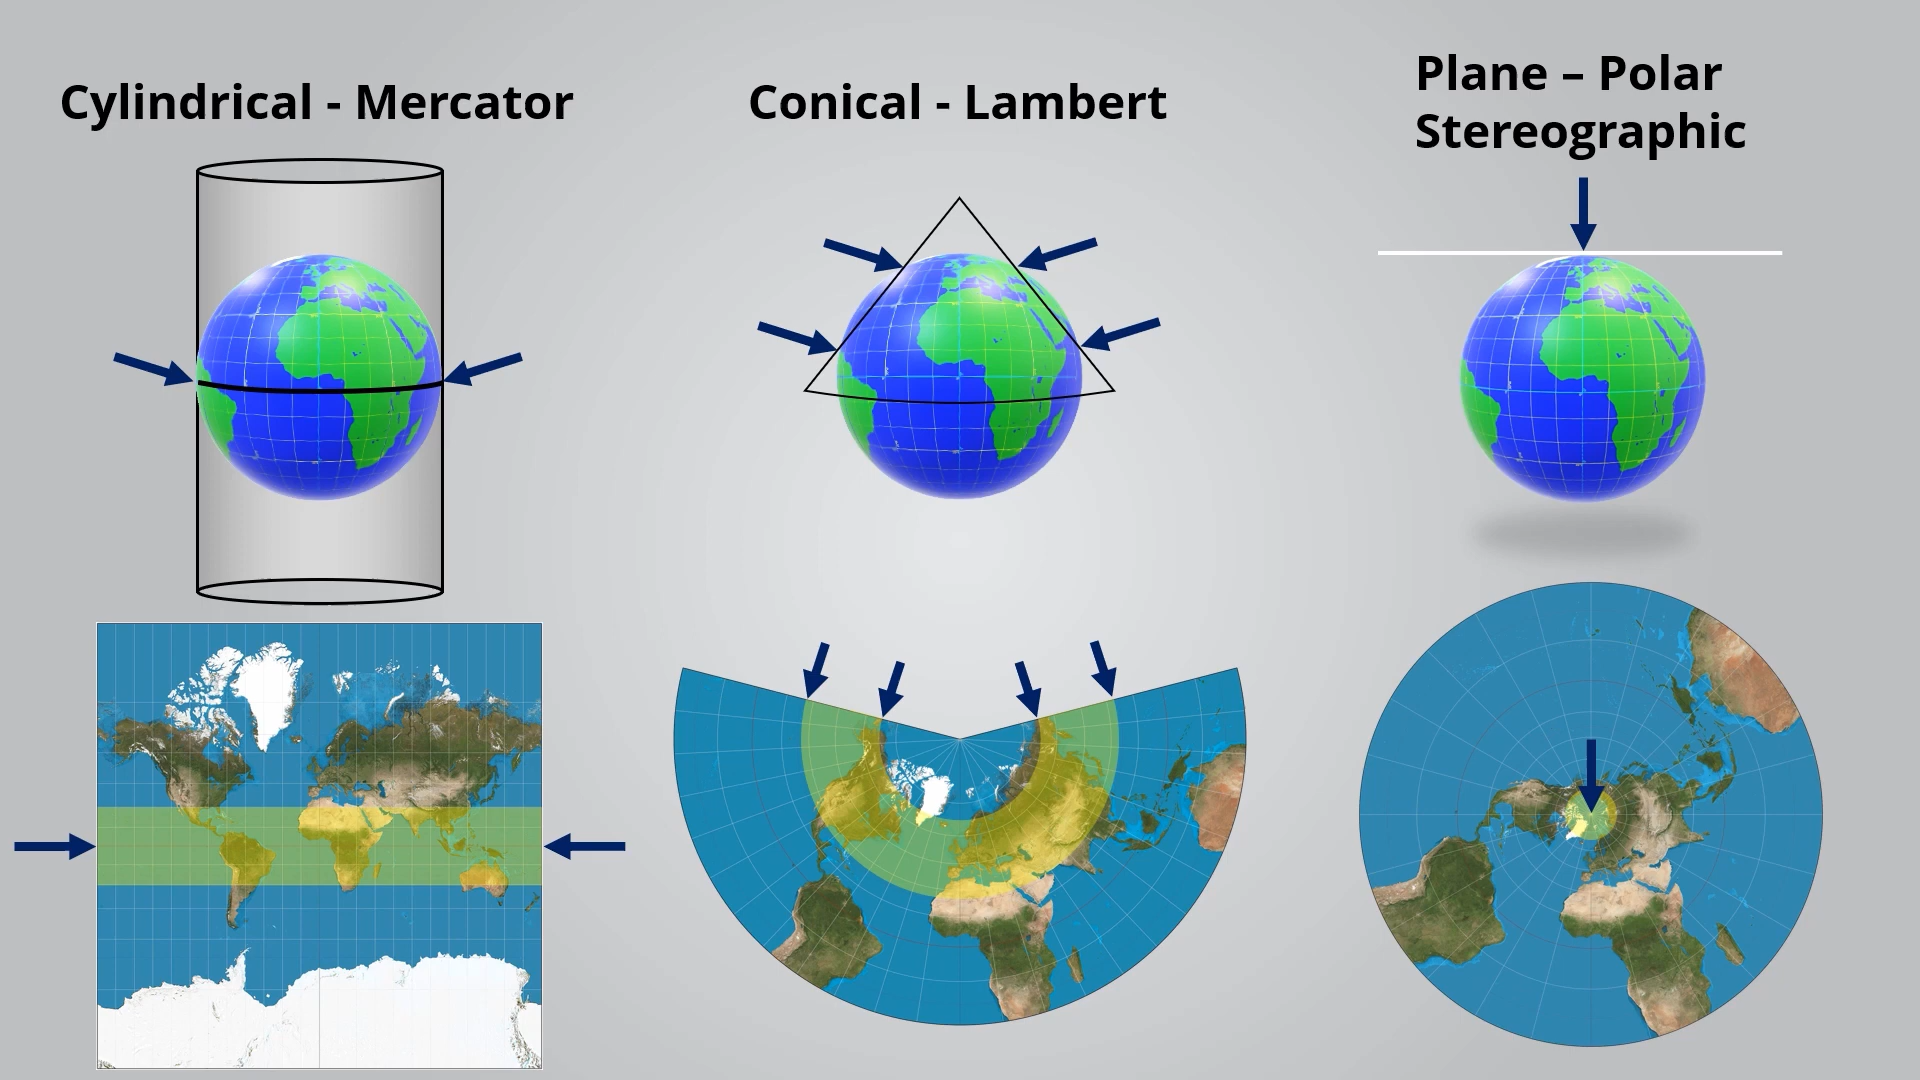 Cylindrical - Mercator
Conical - Lambert
Plane – Polar
Stereographic